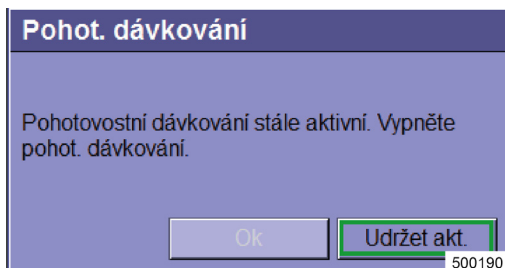 Pohot. dávkování
Pohotovostní dávkování stále aktivní. Vypněte
pohot. dávkování.
Ok
Udržet akt.
500190